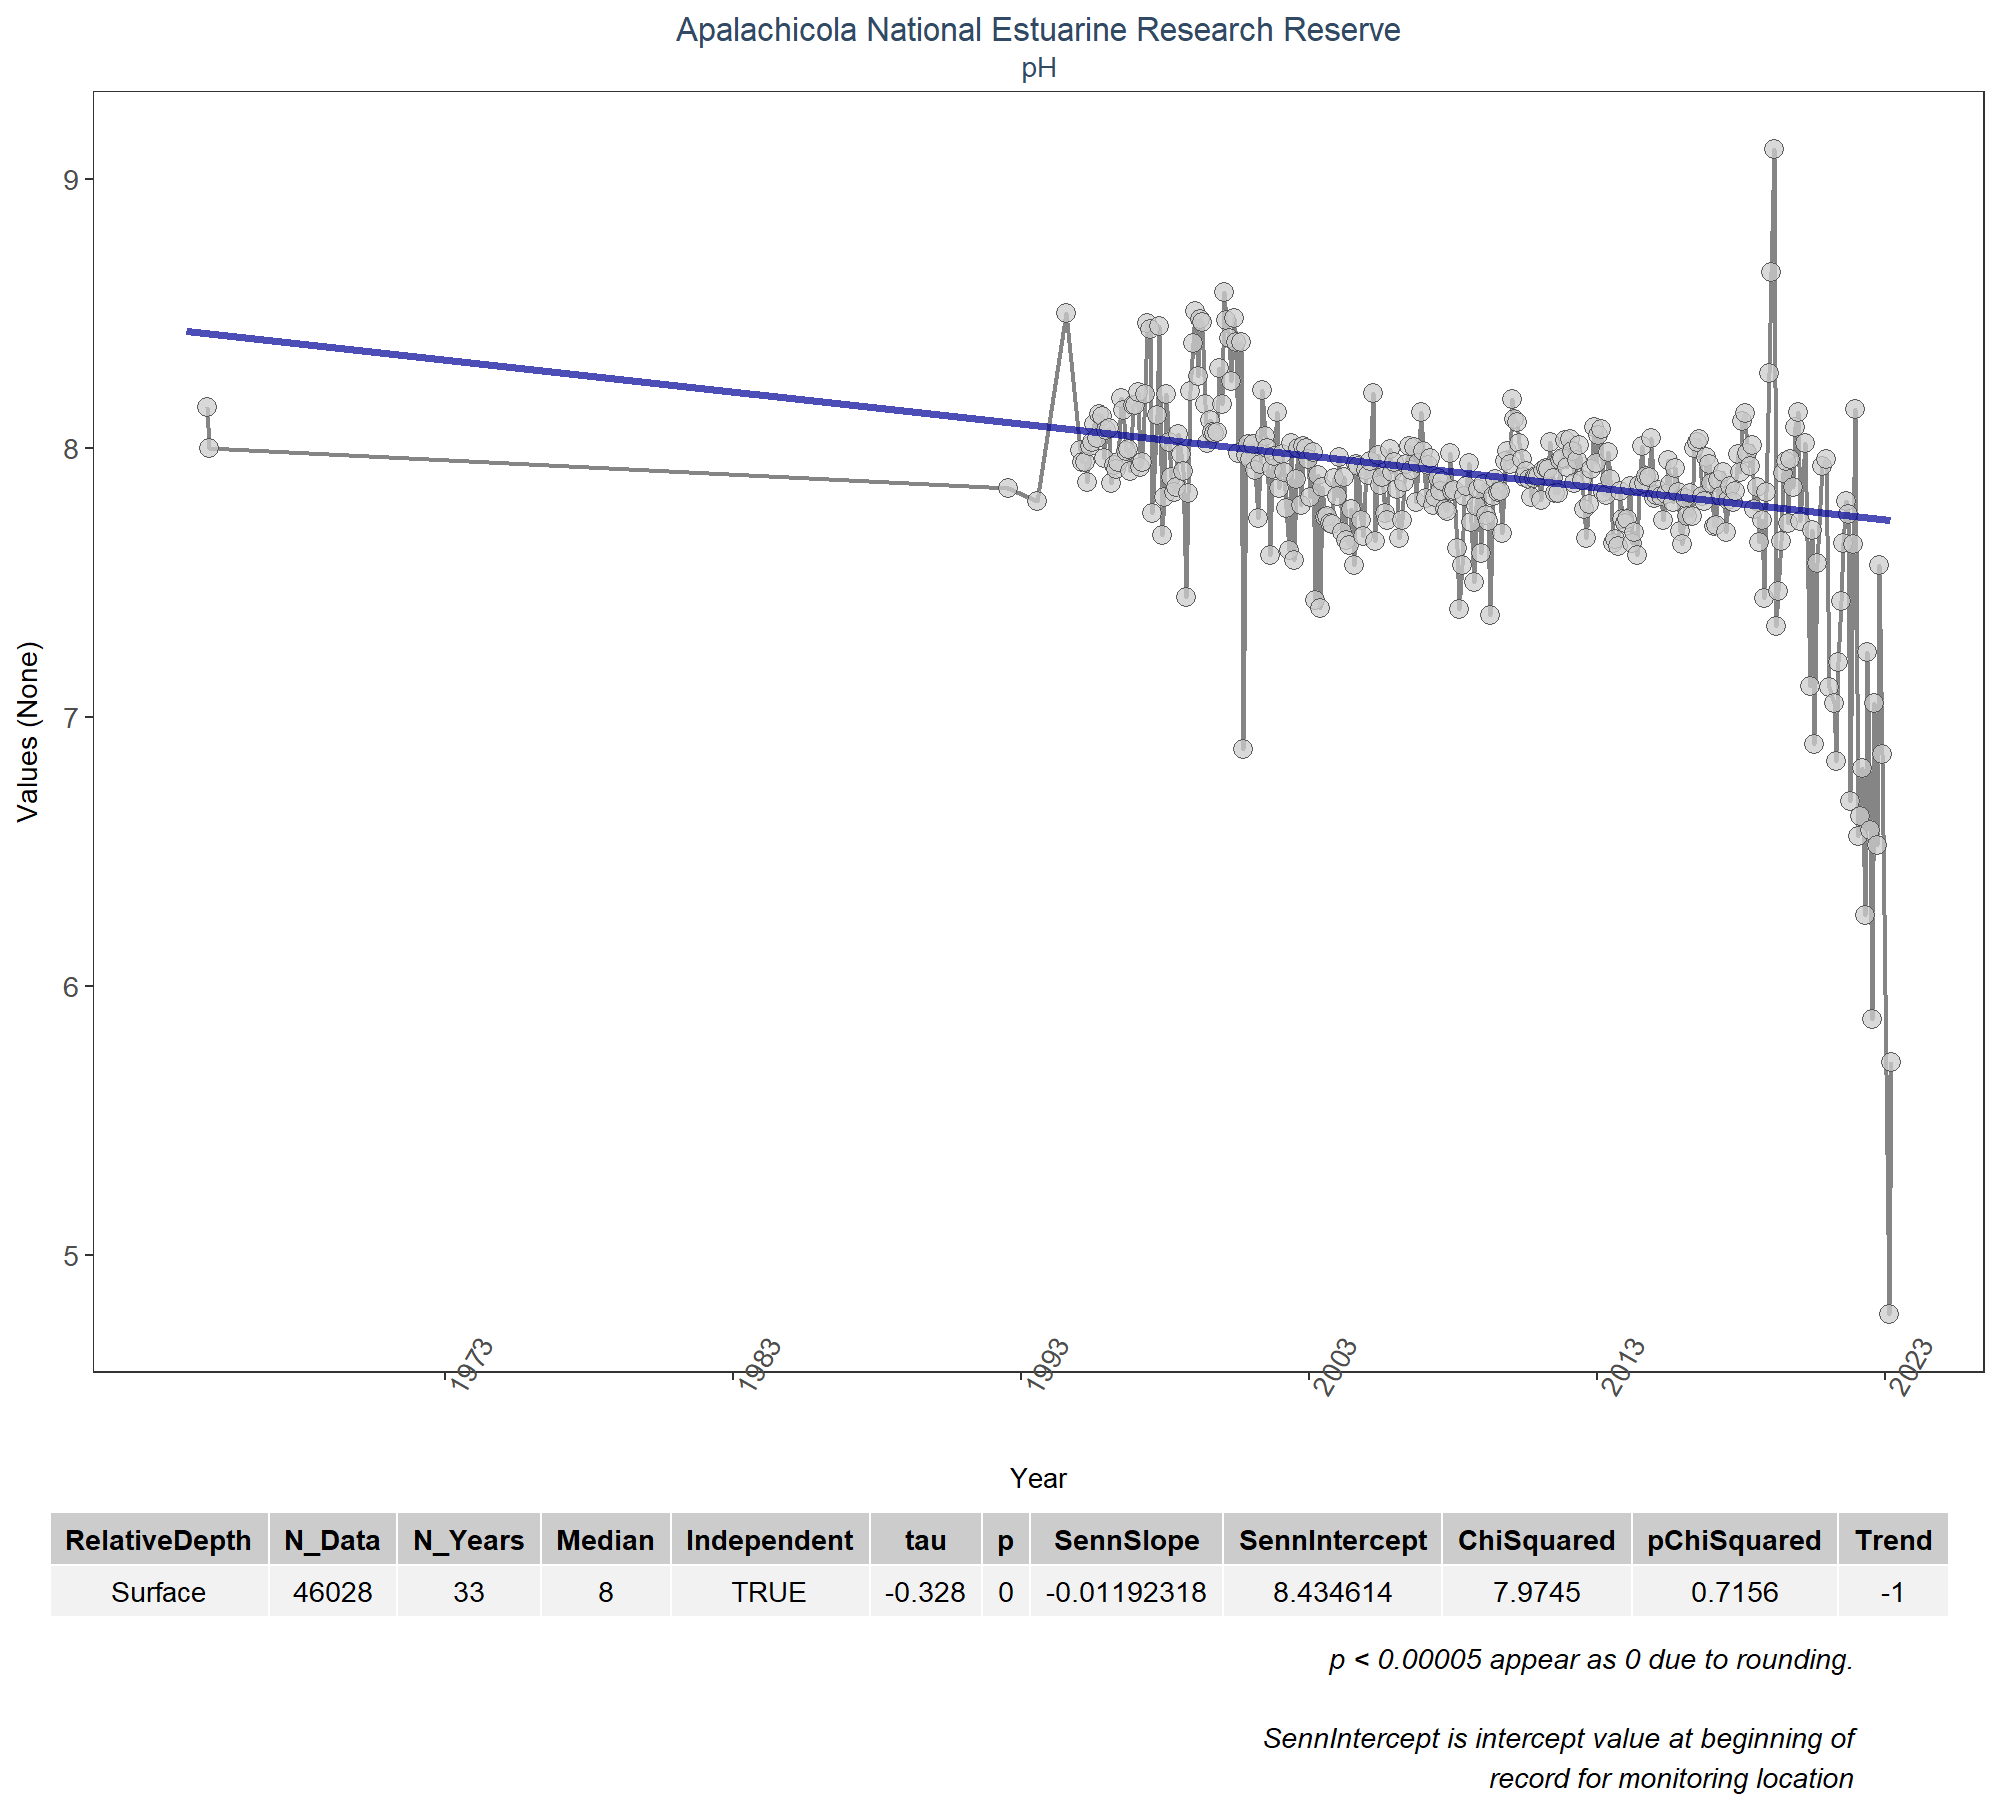 Apalachicola National Estuarine Research Reserve
pH
Values (None)
9
8
7
6
5
1973 1983 1993 2003 2013 2023
Year
RelativeDepth N_Data N_Years Median Independent tau p SennSlope SennIntercept ChiSquared pChiSquared Trend
Surface 46028 33 8 TRUE -0.328 0 -0.01192318 8.434614 7.9745 0.7156 -1
p < 0.00005 appear as 0 due to rounding.
SennIntercept is intercept value at beginning of
record for monitoring location